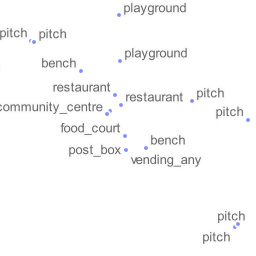 playground
pitch pitch
playground
bench
restaurant
restaurant
pitch
community_centre
pitch
food_court
bench
post_box
vending_any
pitch
pitch